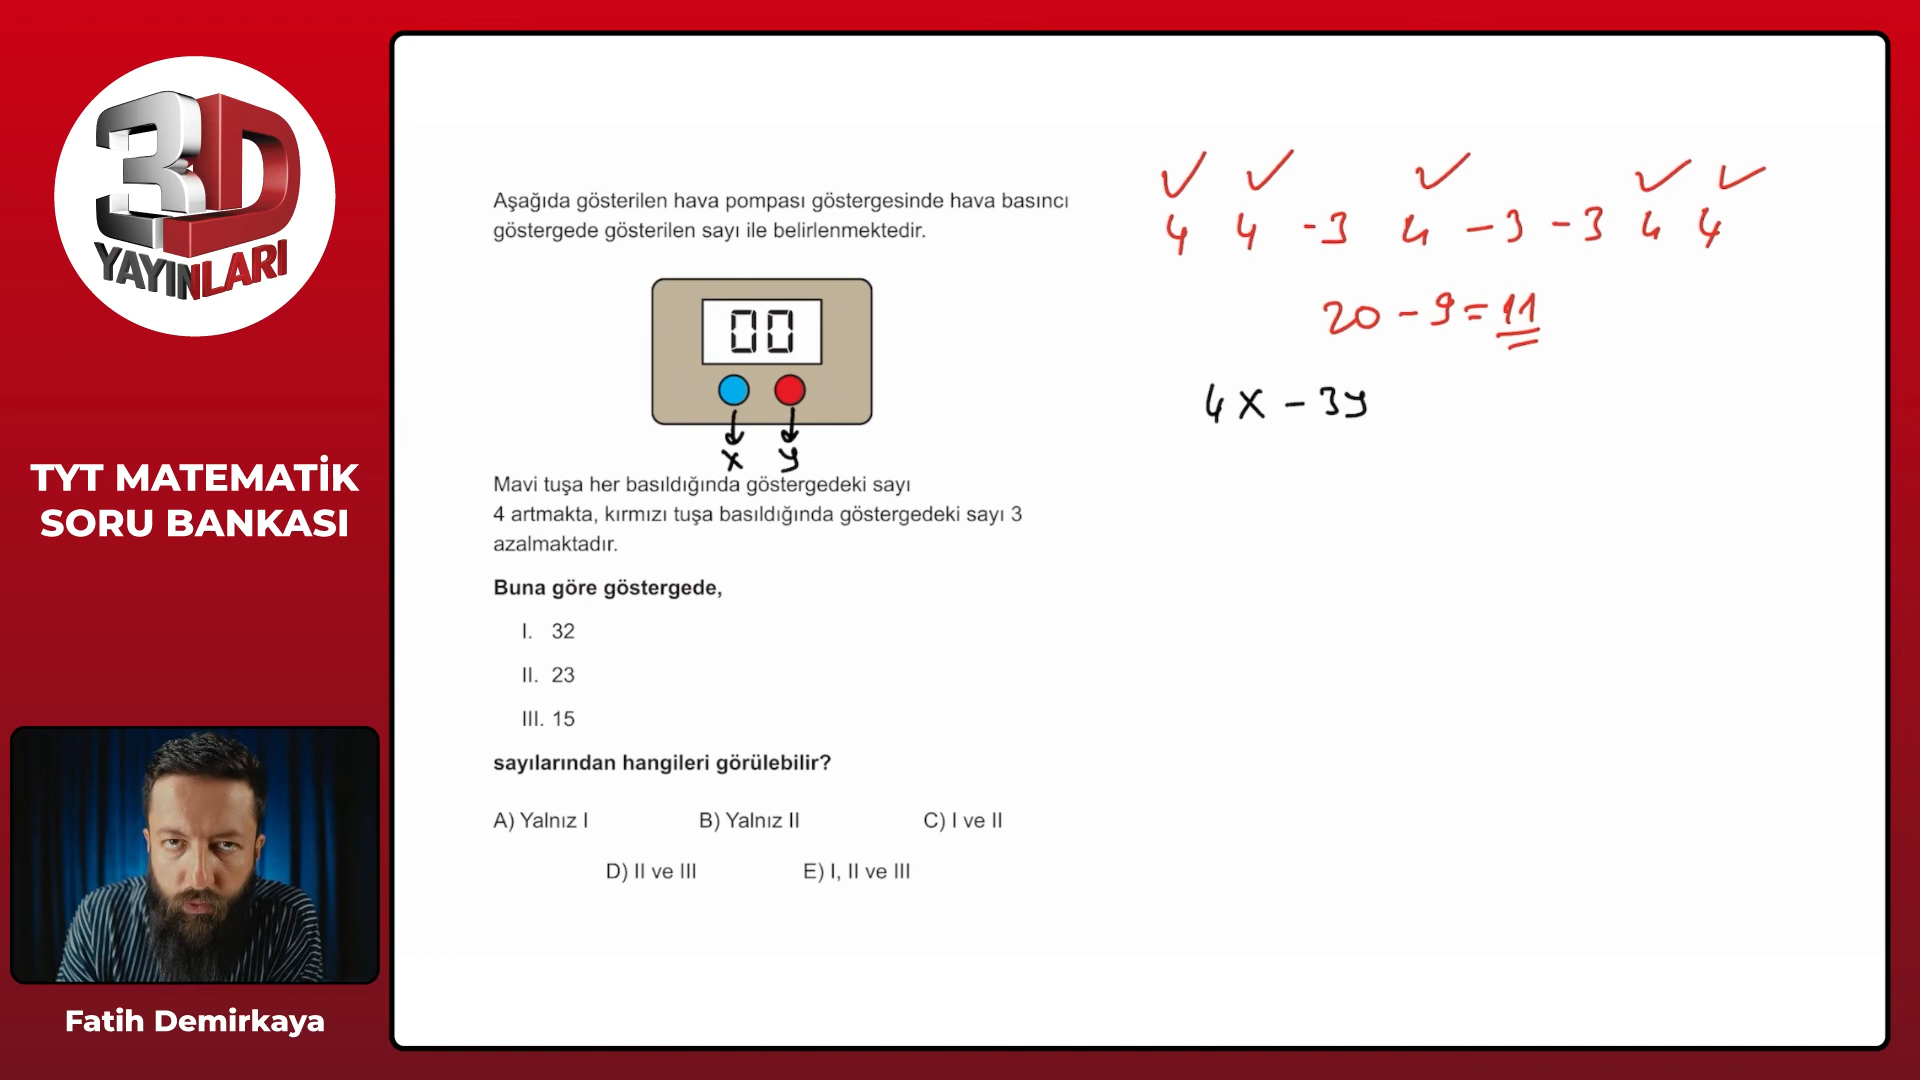 3D
YAYINLARI
TYT MATEMATİK
SORU BANKASI
Fatih Demirkaya
Aşağıda gösterilen hava pompası göstergesinde hava basıncı
göstergede gösterilen sayı ile belirlenmektedir.
00
x y
Mavi tuşa her basıldığında göstergedeki sayı
4 artmakta, kırmızı tuşa basıldığında göstergedeki sayı 3
azalmaktadır.
Buna göre göstergede,
I. 32
II. 23
III. 15
sayılarından hangileri görülebilir?
A) Yalnız I B) Yalnız II C) I ve II
D) II ve III E) I, II ve III
4 4 -3 4 -3 -3 4 4
20 - 9 = 11
4x - 3y